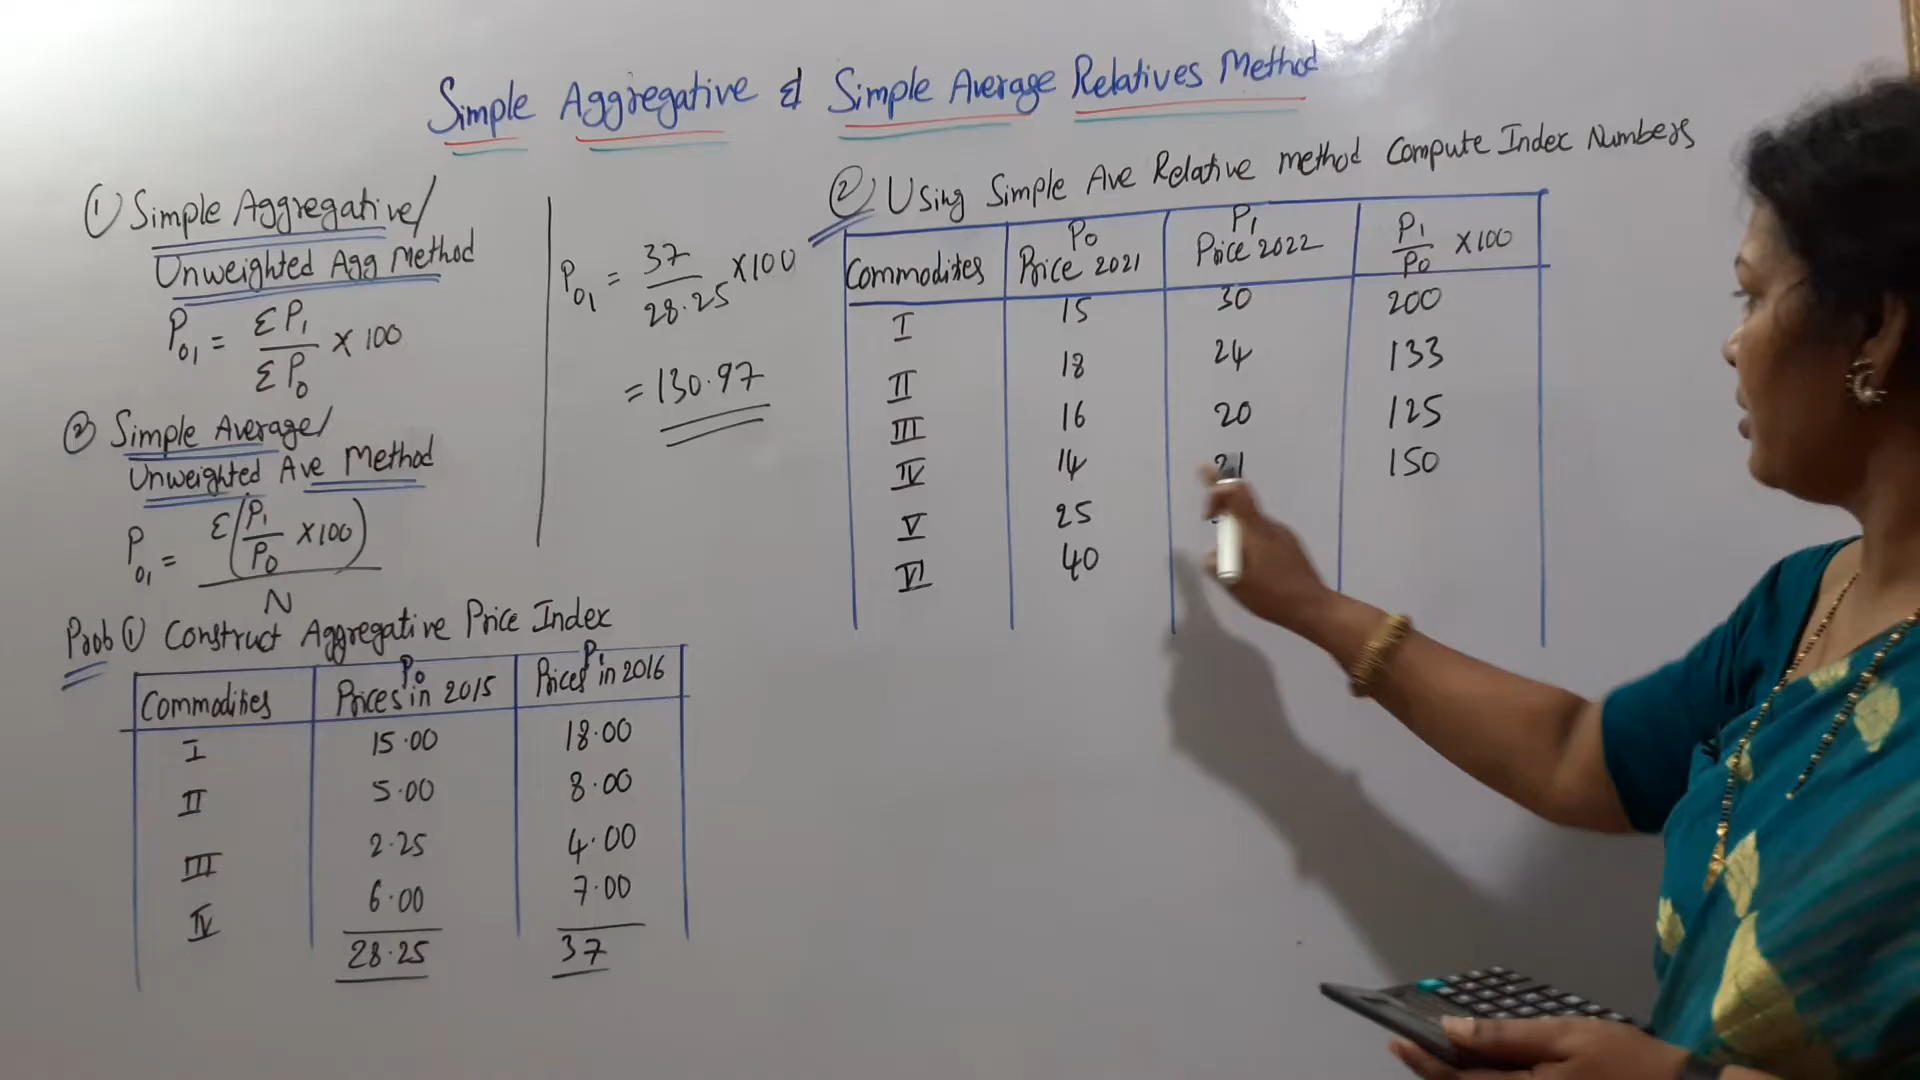 Simple Aggregative & Simple Average Relatives Method
① Simple Aggregative/
Unweighted Agg Method
P01 = ΣP1 / ΣP0 × 100
② Simple Average/
Unweighted Ave Method
P01 = Σ(P1/P0 ×100) / N
P01 = 37 / 28.25 ×100
= 130.97
Prob ① Construct Aggregative Price Index
Commodities | P0 Prices in 2015 | P1 Prices in 2016
I | 15.00 | 18.00
II | 5.00 | 8.00
III | 2.25 | 4.00
IV | 6.00 | 7.00
28.25 | 37
② Using Simple Ave Relative method Compute Index Numbers
Commodities | P0 Price 2021 | P1 Price 2022 | P1/P0 ×100
I | 15 | 30 | 200
II | 18 | 24 | 133
III | 16 | 20 | 125
IV | 14 | 21 | 150
V | 25
VI | 40